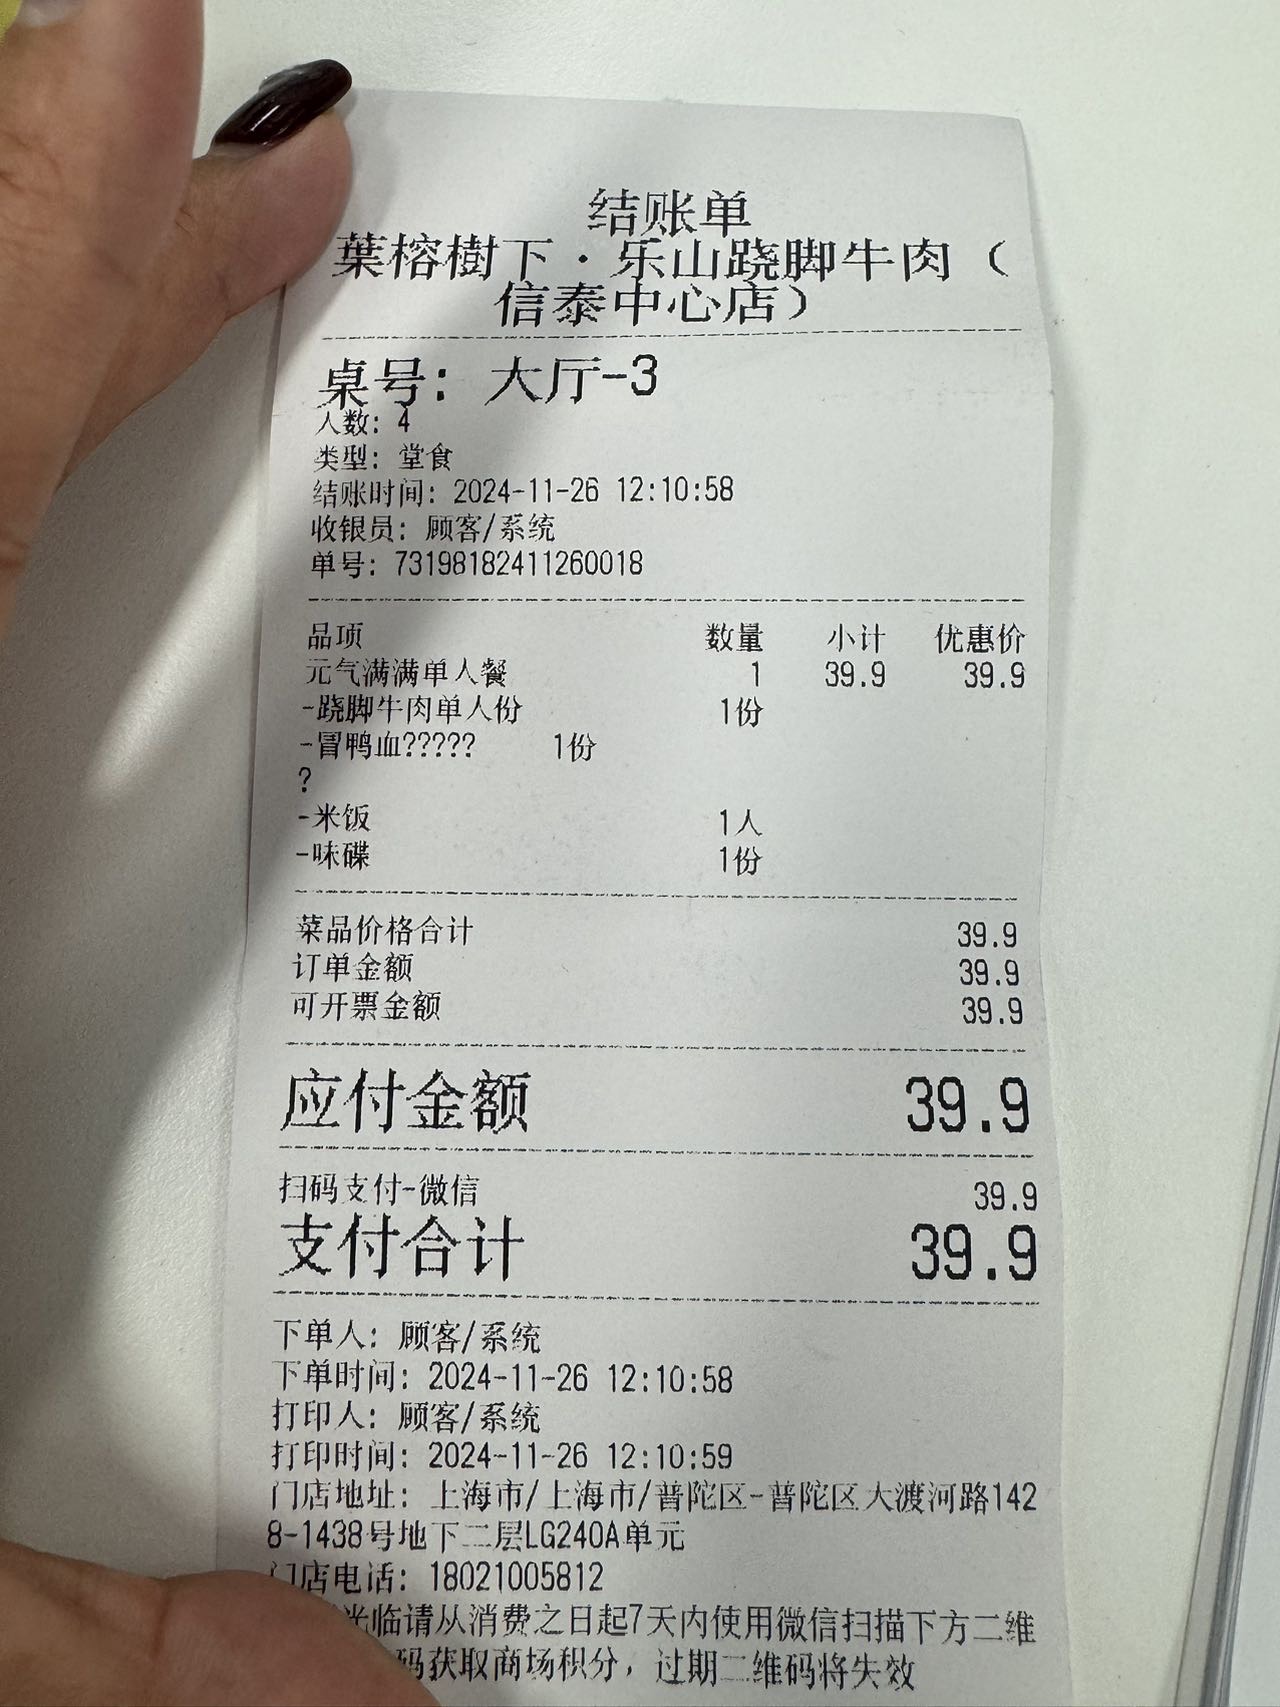 结账单
葉榕樹下·乐山跷脚牛肉（
信泰中心店）
桌号: 大厅-3
人数: 4
类型: 堂食
结账时间: 2024-11-26 12:10:58
收银员: 顾客/系统
单号: 73198182411260018
品项 数量 小计 优惠价
元气满满单人餐 1 39.9 39.9
-跷脚牛肉单人份 1份
-冒鸭血????? 1份
?
-米饭 1人
-味碟 1份
菜品价格合计 39.9
订单金额 39.9
可开票金额 39.9
应付金额 39.9
扫码支付-微信 39.9
支付合计 39.9
下单人: 顾客/系统
下单时间: 2024-11-26 12:10:58
打印人: 顾客/系统
打印时间: 2024-11-26 12:10:59
门店地址: 上海市/上海市/普陀区-普陀区大渡河路142
8-1438号地下二层LG240A单元
门店电话: 18021005812
光临请从消费之日起7天内使用微信扫描下方二维
码获取商场积分，过期二维码将失效